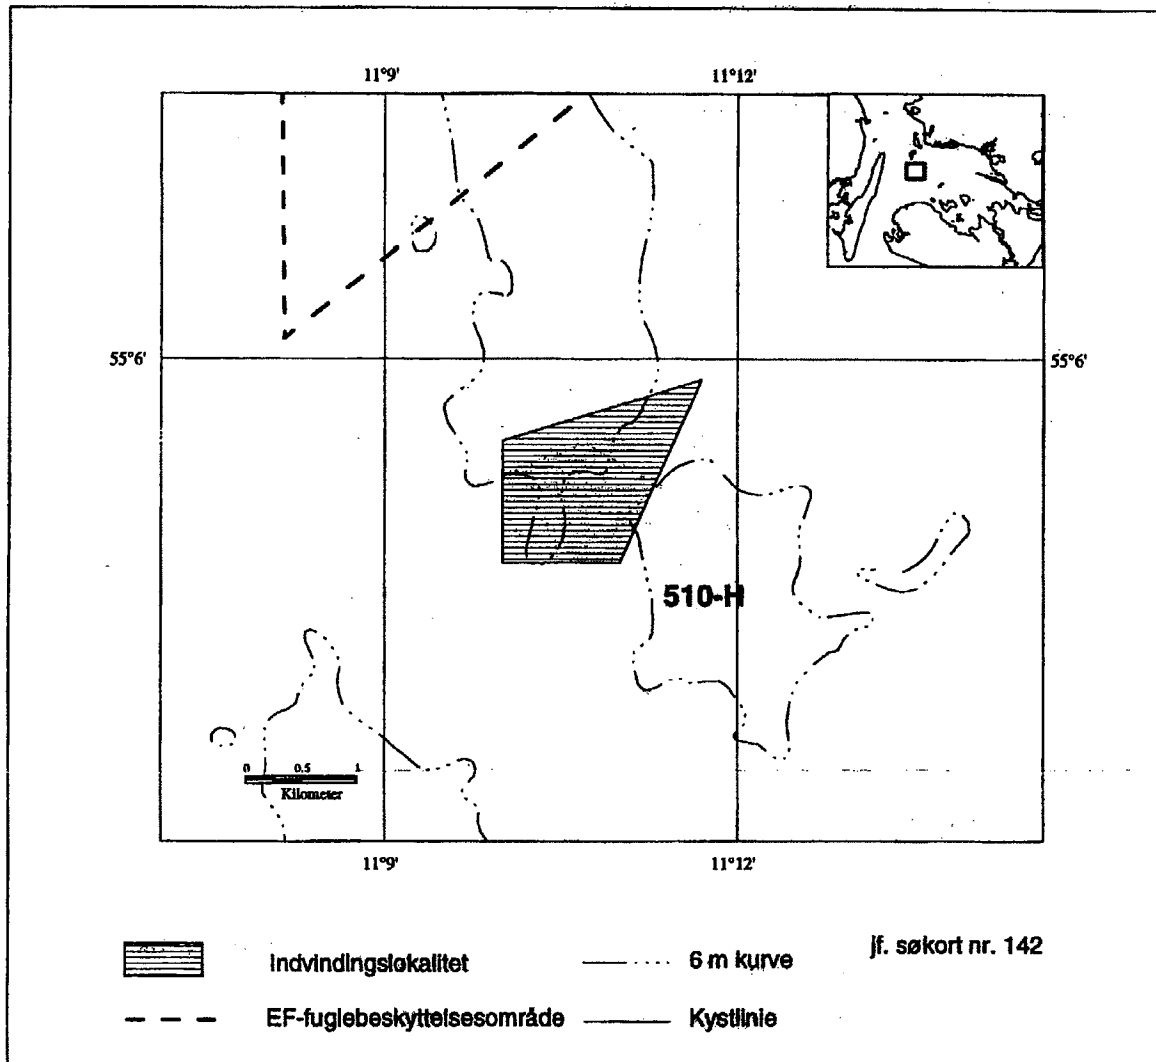 11°9' 11°12'
55°6' 55°6'
510-H
0 0.5 1
Kilometer
11°9' 11°12'
Indvindingslokalitet
6 m kurve
jf. søkort nr. 142
EF-fuglebeskyttelsesområde
Kystlinie